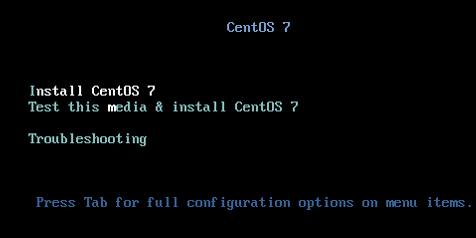 CentOS 7
Install CentOS 7
Test this media & install CentOS 7
Troubleshooting
Press Tab for full configuration options on menu items.